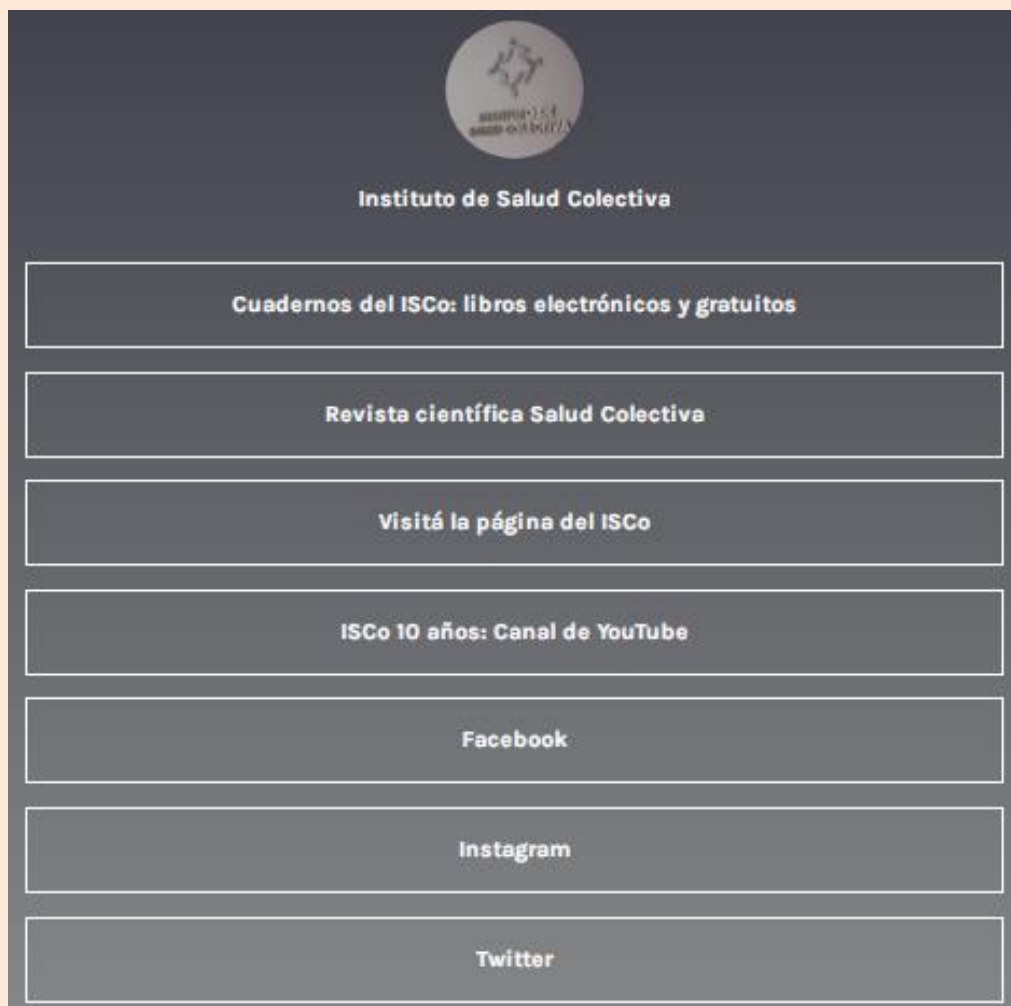 Instituto de Salud Colectiva
Cuadernos del ISCo: libros electrónicos y gratuitos
Revista científica Salud Colectiva
Visitá la página del ISCo
ISCo 10 años: Canal de YouTube
Facebook
Instagram
Twitter